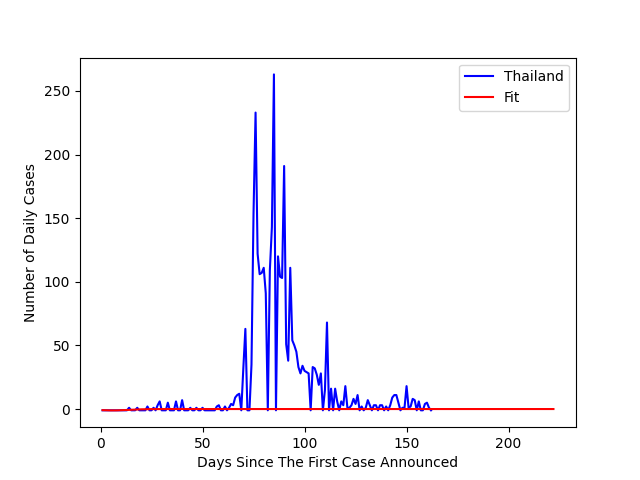 Thailand
Fit
250
200
150
100
50
0
Number of Daily Cases
0 50 100 150 200
Days Since The First Case Announced